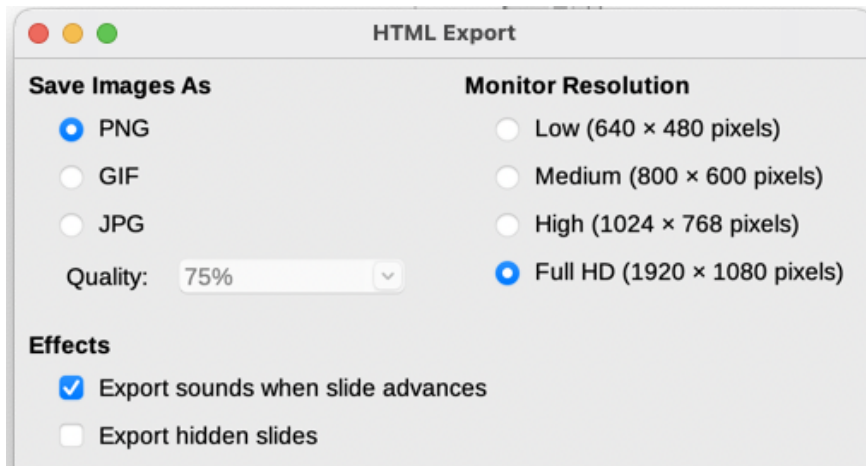 HTML Export
Save Images As
PNG
GIF
JPG
Quality: 75%
Monitor Resolution
Low (640 × 480 pixels)
Medium (800 × 600 pixels)
High (1024 × 768 pixels)
Full HD (1920 × 1080 pixels)
Effects
Export sounds when slide advances
Export hidden slides